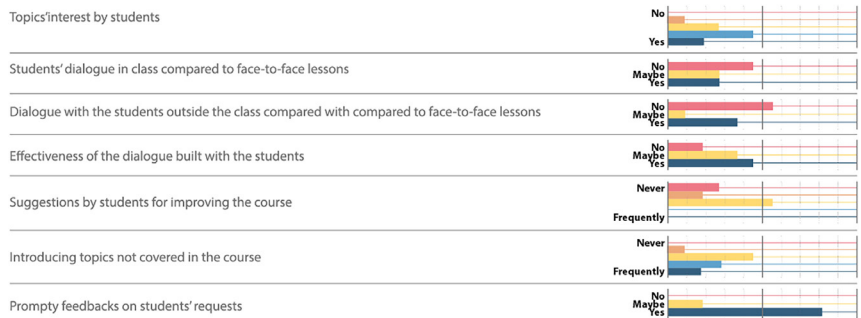 Topics'interest by students
No
Yes
Students' dialogue in class compared to face-to-face lessons
No
Maybe
Yes
Dialogue with the students outside the class compared with compared to face-to-face lessons
No
Maybe
Yes
Effectiveness of the dialogue built with the students
No
Maybe
Yes
Suggestions by students for improving the course
Never
Frequently
Introducing topics not covered in the course
Never
Frequently
Prompty feedbacks on students' requests
No
Maybe
Yes